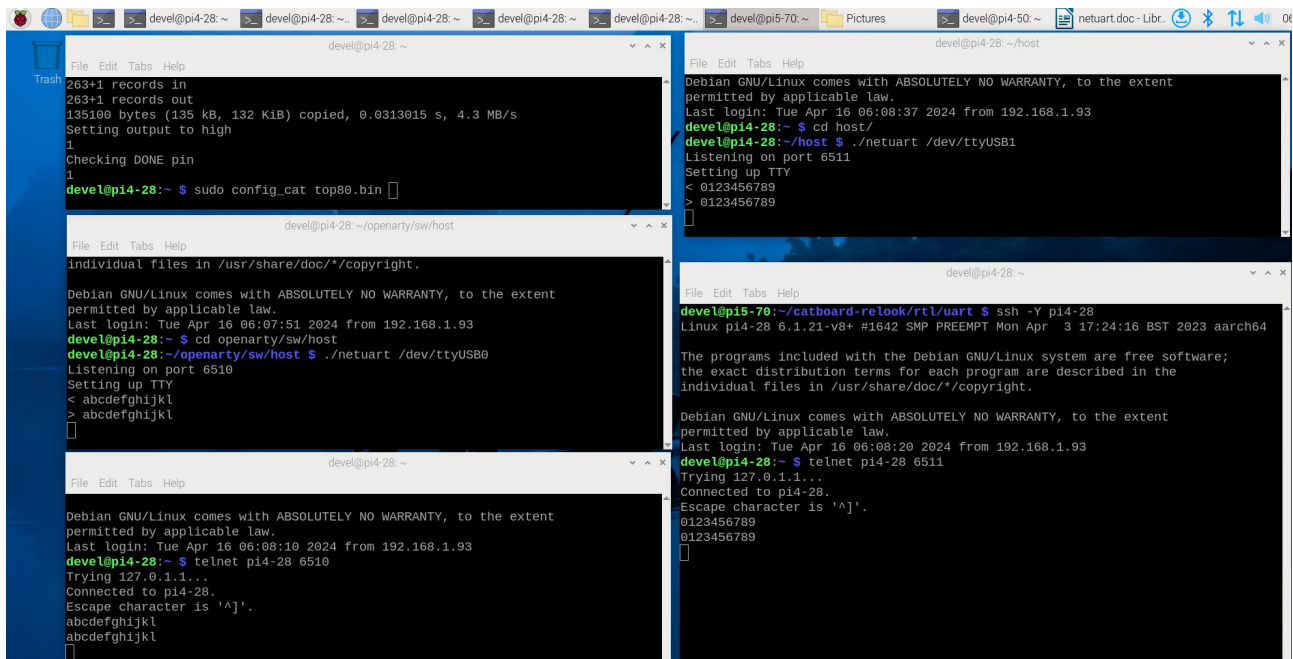 devel@pi4-28: ~
devel@pi4-28: ~..
devel@pi4-28: ~
devel@pi4-28: ~
devel@pi4-28: ~..
devel@pi5-70: ~
Pictures
devel@pi4-50: ~
netuart.doc - Libr..
06
Trash
devel@pi4-28: ~
File Edit Tabs Help
263+1 records in
263+1 records out
135100 bytes (135 kB, 132 KiB) copied, 0.0313015 s, 4.3 MB/s
Setting output to high
1
Checking DONE pin
1
devel@pi4-28:~ $ sudo config_cat top80.bin
devel@pi4-28: ~/openarty/sw/host
File Edit Tabs Help
individual files in /usr/share/doc/*/copyright.
Debian GNU/Linux comes with ABSOLUTELY NO WARRANTY, to the extent
permitted by applicable law.
Last login: Tue Apr 16 06:07:51 2024 from 192.168.1.93
devel@pi4-28:~ $ cd openarty/sw/host
devel@pi4-28:~/openarty/sw/host $ ./netuart /dev/ttyUSB0
Listening on port 6510
Setting up TTY
< abcdefghijkl
> abcdefghijkl
devel@pi4-28: ~
File Edit Tabs Help
Debian GNU/Linux comes with ABSOLUTELY NO WARRANTY, to the extent
permitted by applicable law.
Last login: Tue Apr 16 06:08:10 2024 from 192.168.1.93
devel@pi4-28:~ $ telnet pi4-28 6510
Trying 127.0.1.1...
Connected to pi4-28.
Escape character is '^]'.
abcdefghijkl
abcdefghijkl
devel@pi4-28: ~/host
File Edit Tabs Help
Debian GNU/Linux comes with ABSOLUTELY NO WARRANTY, to the extent
permitted by applicable law.
Last login: Tue Apr 16 06:08:37 2024 from 192.168.1.93
devel@pi4-28:~ $ cd host/
devel@pi4-28:~/host $ ./netuart /dev/ttyUSB1
Listening on port 6511
Setting up TTY
< 0123456789
> 0123456789
devel@pi4-28: ~
File Edit Tabs Help
devel@pi5-70:~/catboard-relook/rtl/uart $ ssh -Y pi4-28
Linux pi4-28 6.1.21-v8+ #1642 SMP PREEMPT Mon Apr  3 17:24:16 BST 2023 aarch64
The programs included with the Debian GNU/Linux system are free software;
the exact distribution terms for each program are described in the
individual files in /usr/share/doc/*/copyright.
Debian GNU/Linux comes with ABSOLUTELY NO WARRANTY, to the extent
permitted by applicable law.
Last login: Tue Apr 16 06:08:20 2024 from 192.168.1.93
devel@pi4-28:~ $ telnet pi4-28 6511
Trying 127.0.1.1...
Connected to pi4-28.
Escape character is '^]'.
0123456789
0123456789